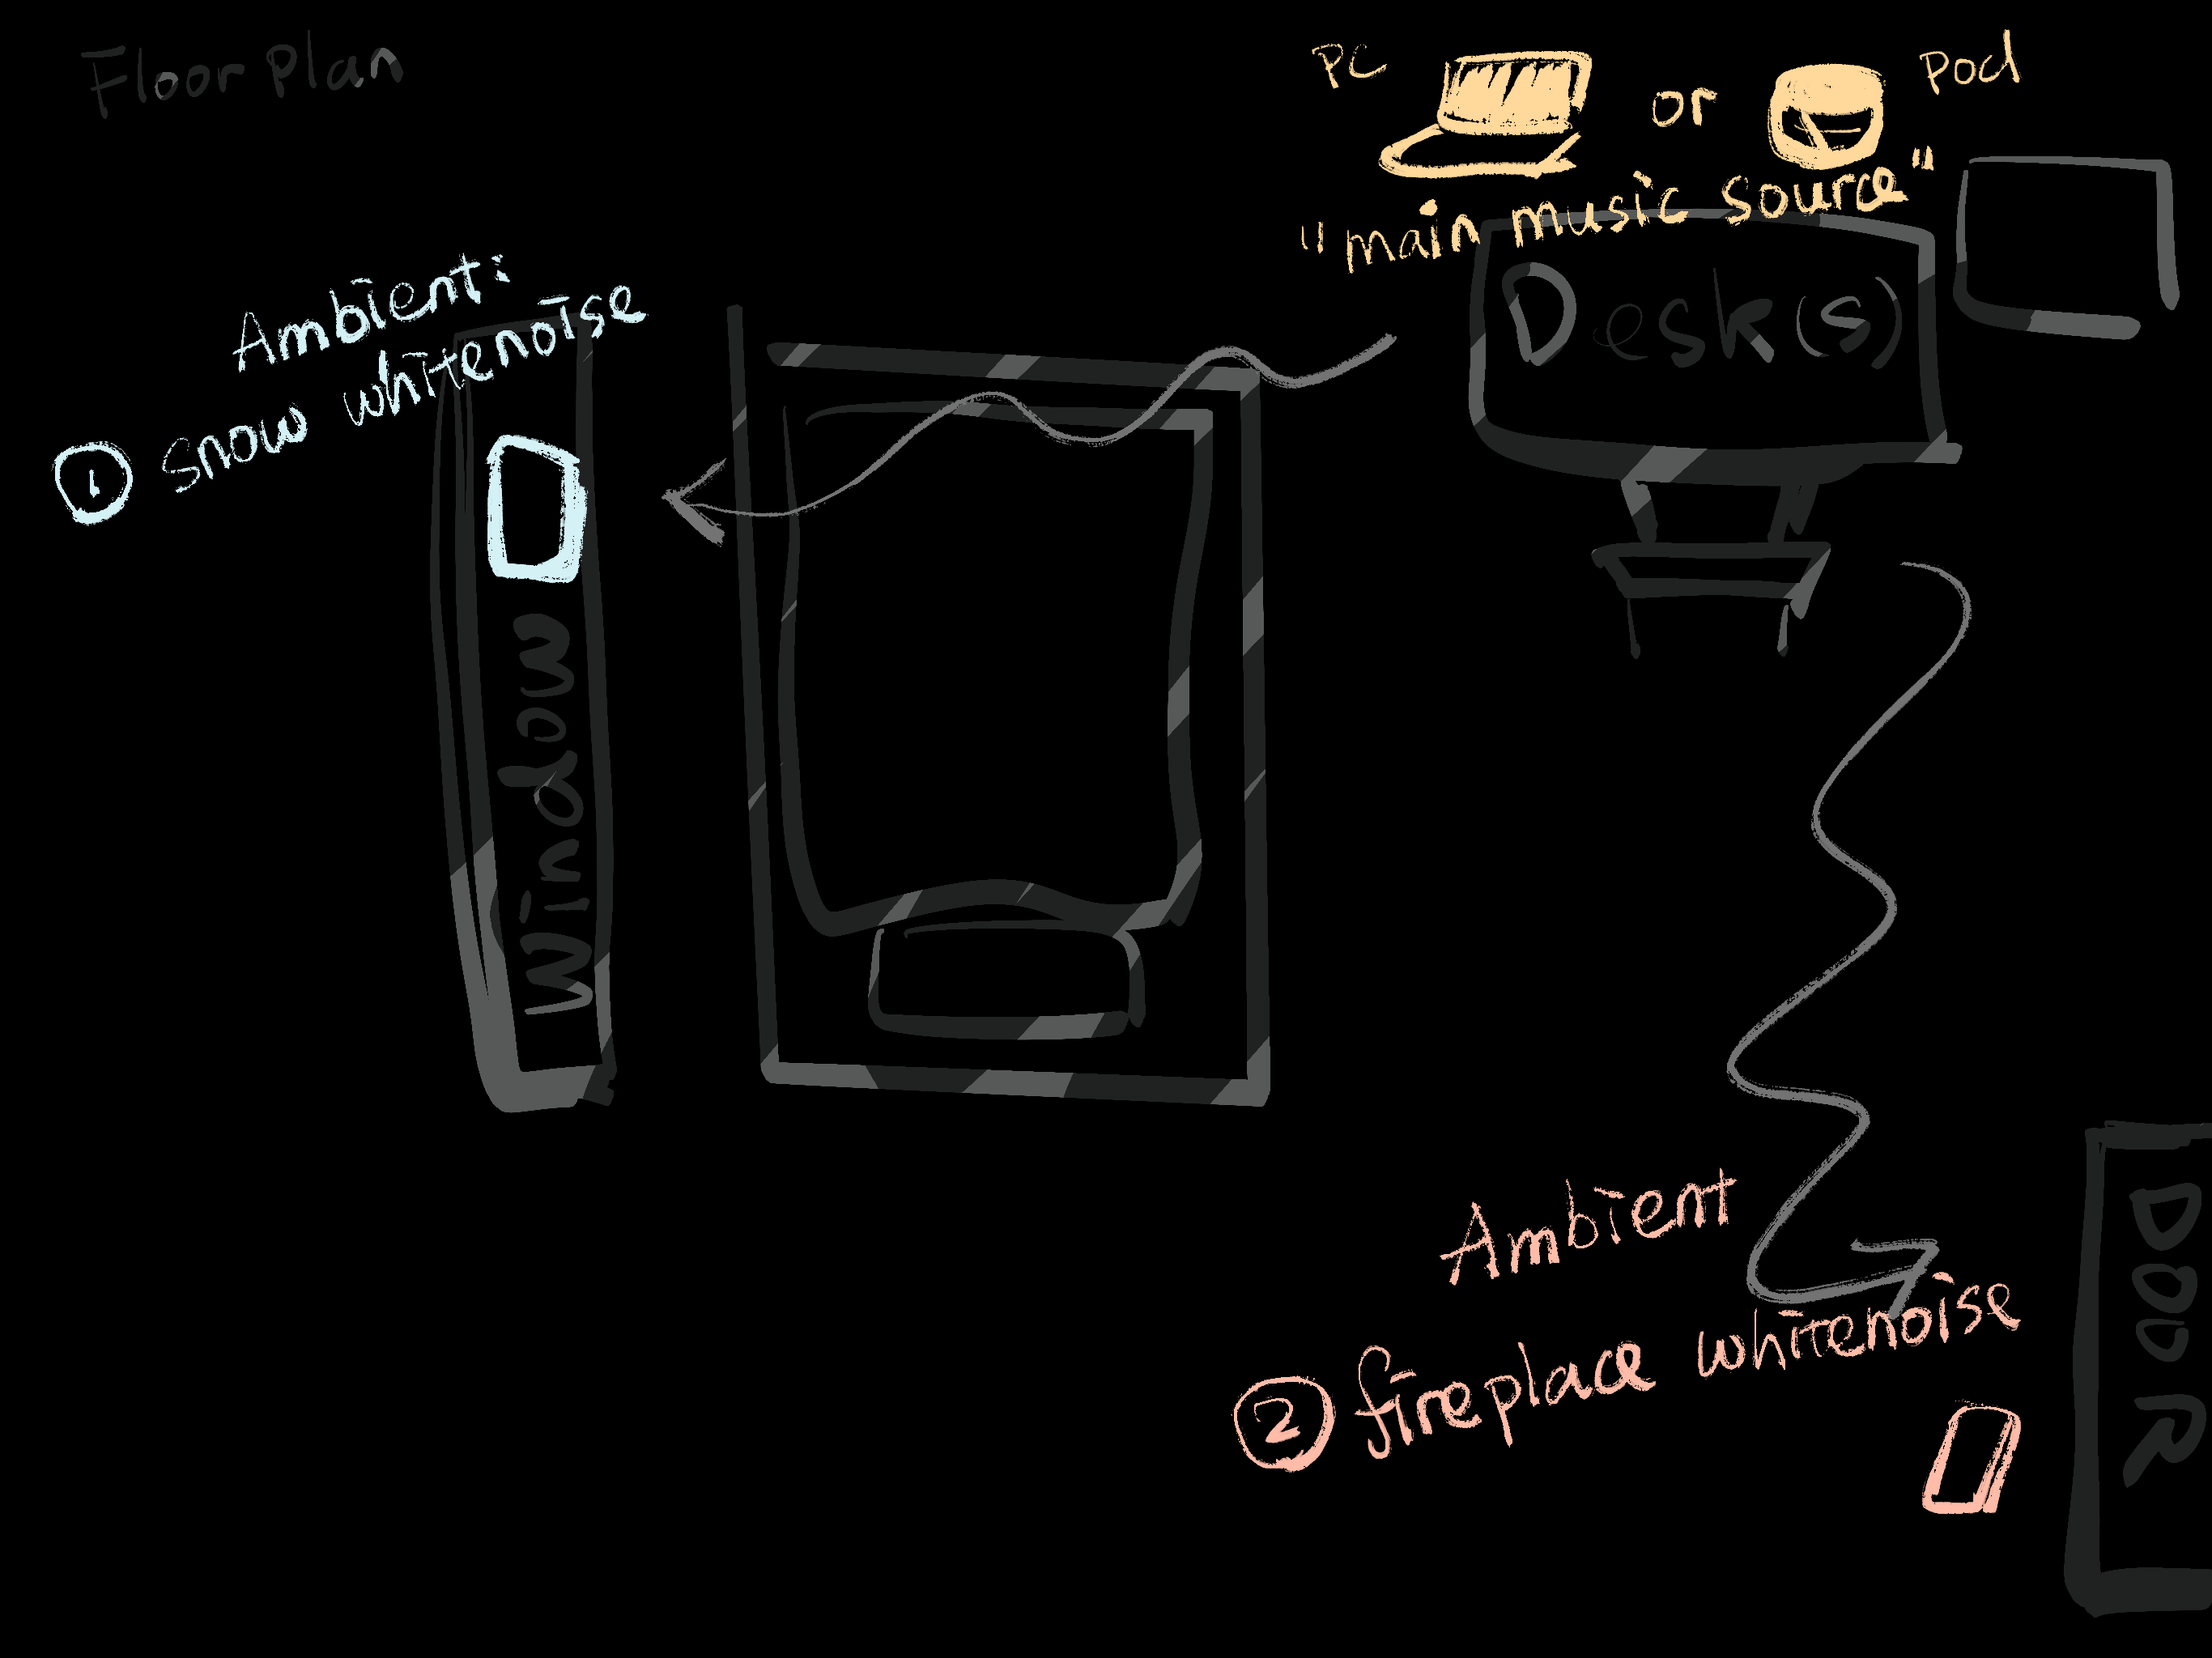 Floor plan
PC
or
Pod
"main music source"
Desk(s)
Ambient:
① snow whitenoise
Window
Ambient
② fireplace whitenoise
DOOR